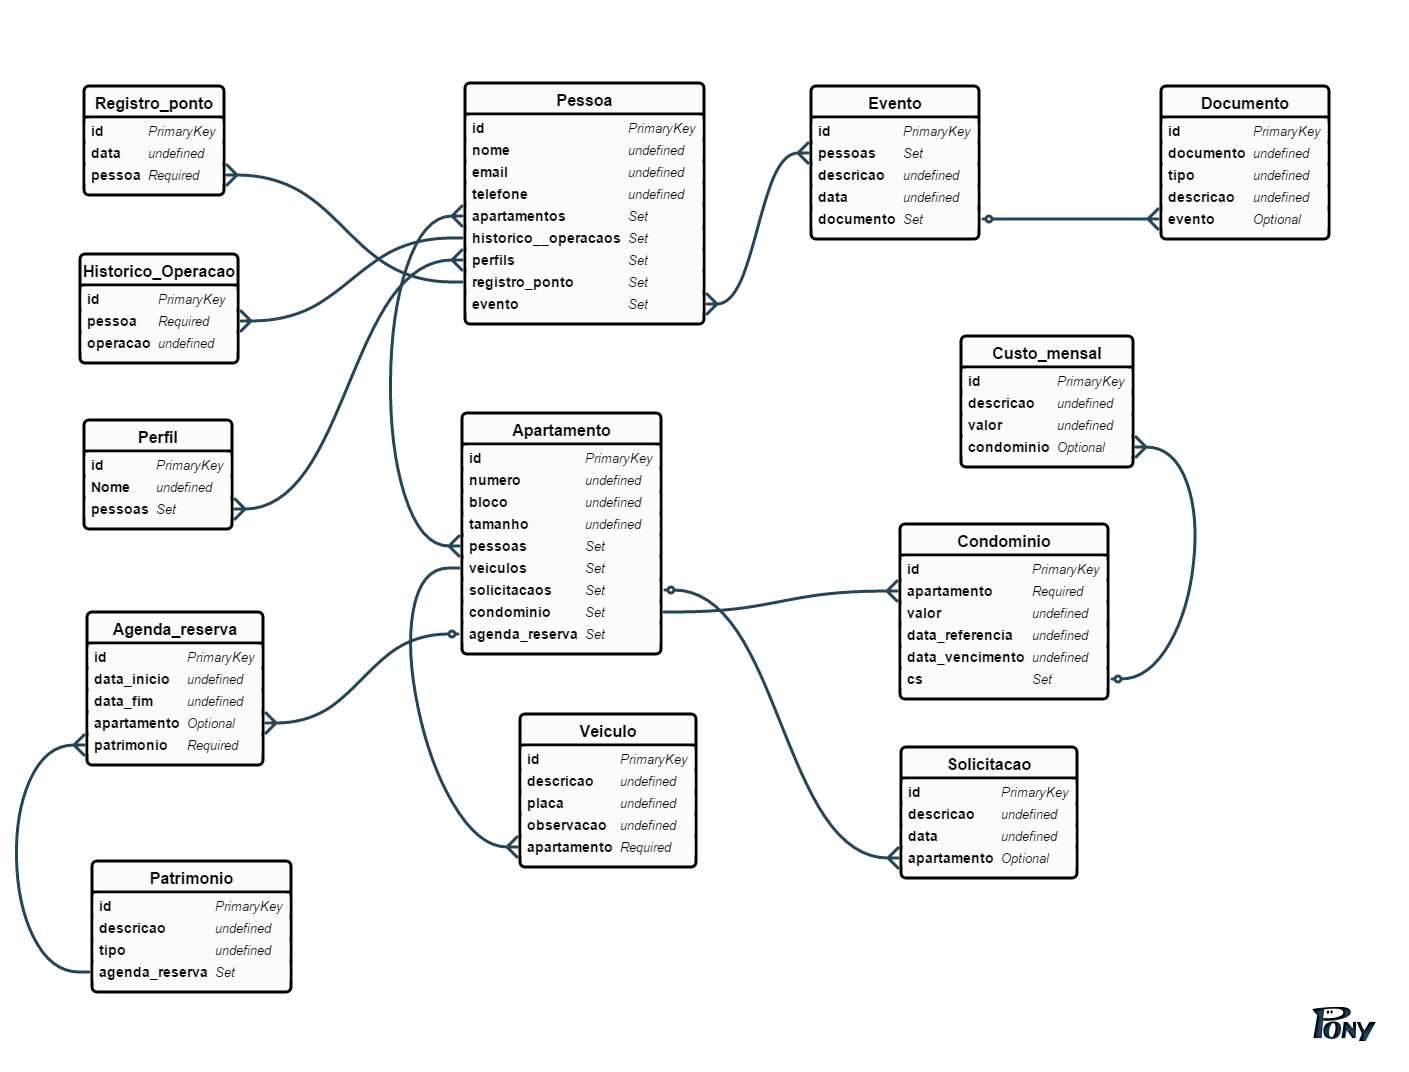 Registro_ponto
id PrimaryKey
data undefined
pessoa Required
Pessoa
id PrimaryKey
nome undefined
email undefined
telefone undefined
apartamentos Set
historico__operacaos Set
perfils Set
registro_ponto Set
evento Set
Evento
id PrimaryKey
pessoas Set
descricao undefined
data undefined
documento Set
Documento
id PrimaryKey
documento undefined
tipo undefined
descricao undefined
evento Optional
Historico_Operacao
id PrimaryKey
pessoa Required
operacao undefined
Custo_mensal
id PrimaryKey
descricao undefined
valor undefined
condominio Optional
Perfil
id PrimaryKey
Nome undefined
pessoas Set
Apartamento
id PrimaryKey
numero undefined
bloco undefined
tamanho undefined
pessoas Set
veiculos Set
solicitacaos Set
condominio Set
agenda_reserva Set
Condominio
id PrimaryKey
apartamento Required
valor undefined
data_referencia undefined
data_vencimento undefined
cs Set
Agenda_reserva
id PrimaryKey
data_inicio undefined
data_fim undefined
apartamento Optional
patrimonio Required
Veiculo
id PrimaryKey
descricao undefined
placa undefined
observacao undefined
apartamento Required
Solicitacao
id PrimaryKey
descricao undefined
data undefined
apartamento Optional
Patrimonio
id PrimaryKey
descricao undefined
tipo undefined
agenda_reserva Set
PONY